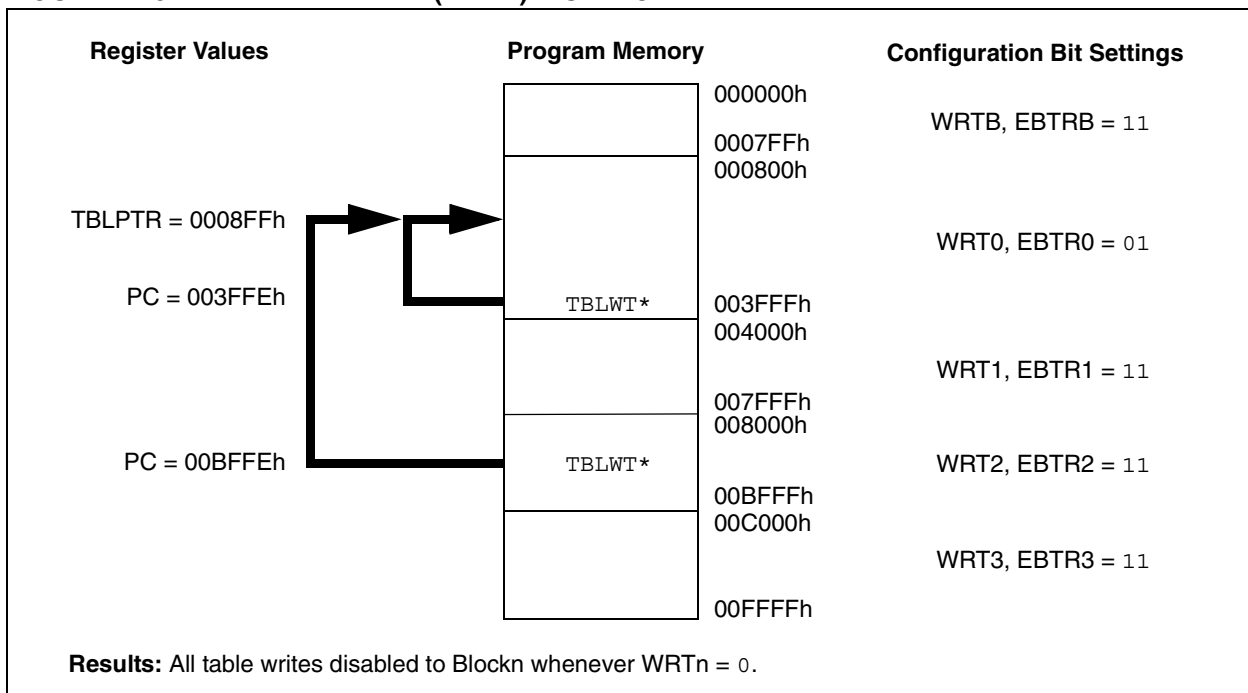 Register Values Program Memory Configuration Bit Settings
000000h
WRTB, EBTRB = 11
0007FFh
000800h
TBLPTR = 0008FFh
WRT0, EBTR0 = 01
PC = 003FFEh TBLWT* 003FFFh
004000h
WRT1, EBTR1 = 11
007FFFh
008000h
PC = 00BFFEh TBLWT* WRT2, EBTR2 = 11
00BFFFh
00C000h
WRT3, EBTR3 = 11
00FFFFh
Results: All table writes disabled to Blockn whenever WRTn = 0.